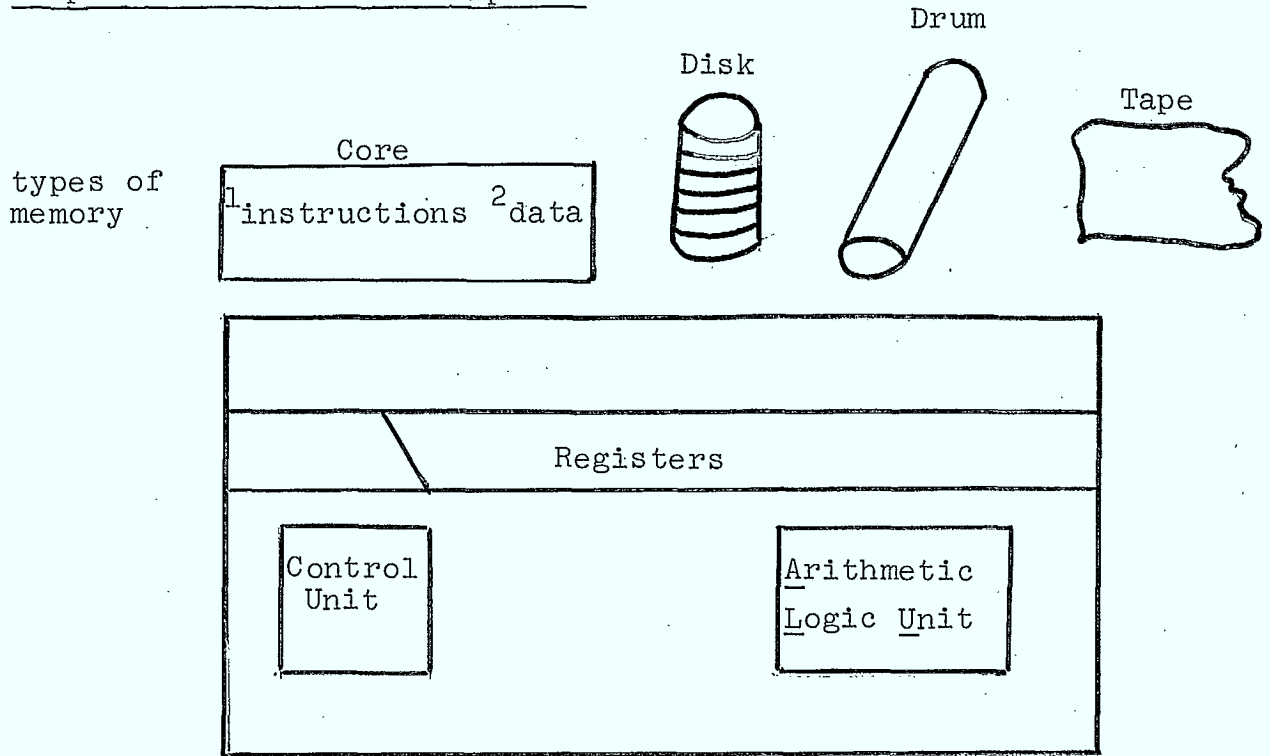 Drum
Disk
Tape
Core
types of
memory
1instructions 2data
Registers
Control
Unit
Arithmetic
Logic Unit